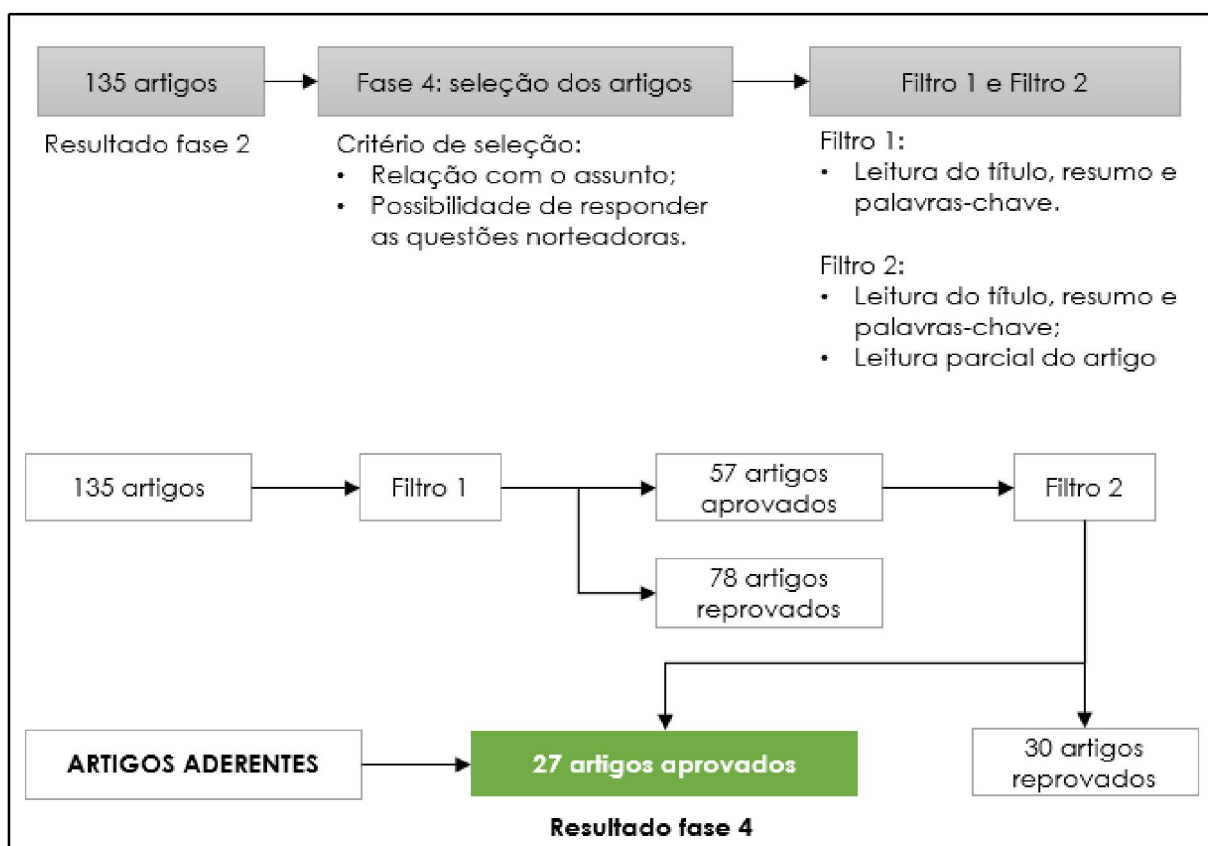 135 artigos
Fase 4: seleção dos artigos
Filtro 1 e Filtro 2
Resultado fase 2
Critério de seleção:
• Relação com o assunto;
• Possibilidade de responder
as questões norteadoras.
Filtro 1:
• Leitura do título, resumo e
palavras-chave.
Filtro 2:
• Leitura do título, resumo e
palavras-chave;
• Leitura parcial do artigo
135 artigos
Filtro 1
57 artigos
aprovados
Filtro 2
78 artigos
reprovados
ARTIGOS ADERENTES
27 artigos aprovados
30 artigos
reprovados
Resultado fase 4